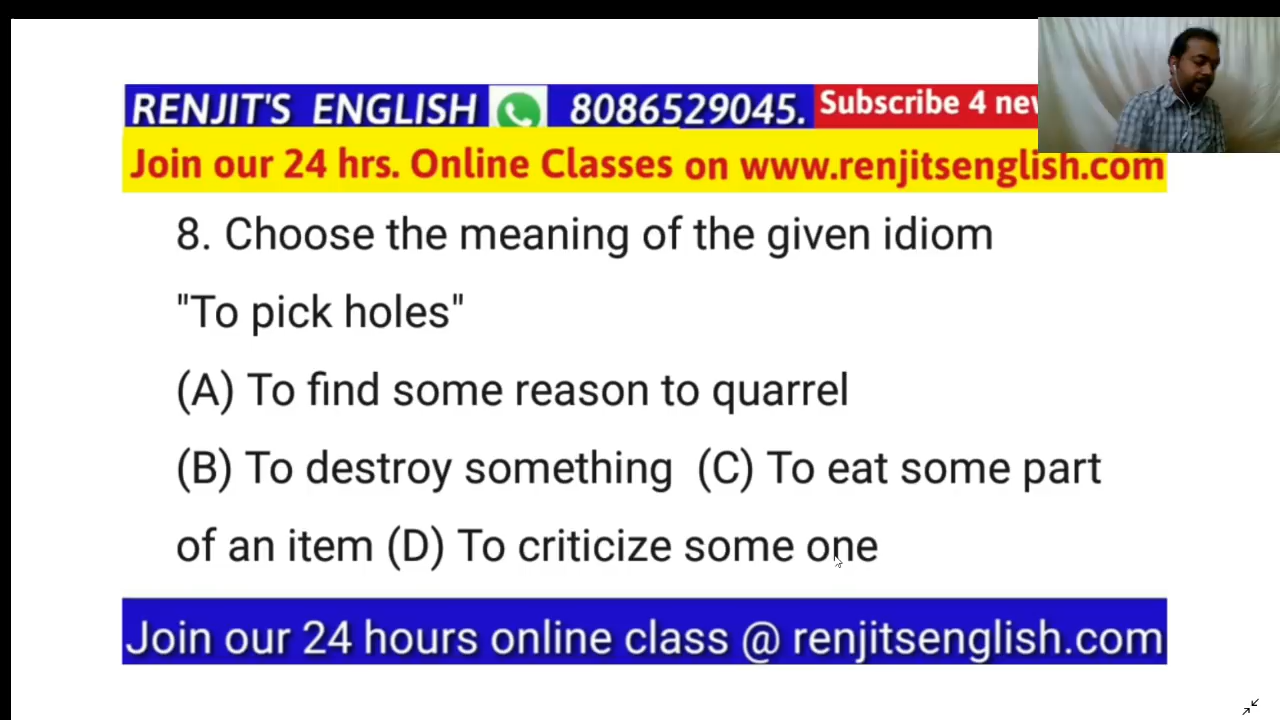 RENJIT'S ENGLISH 8086529045. Subscribe 4
Join our 24 hrs. Online Classes on www.renjitsenglish.com
8. Choose the meaning of the given idiom
"To pick holes"
(A) To find some reason to quarrel
(B) To destroy something (C) To eat some part
of an item (D) To criticize some one
Join our 24 hours online class @ renjitsenglish.com